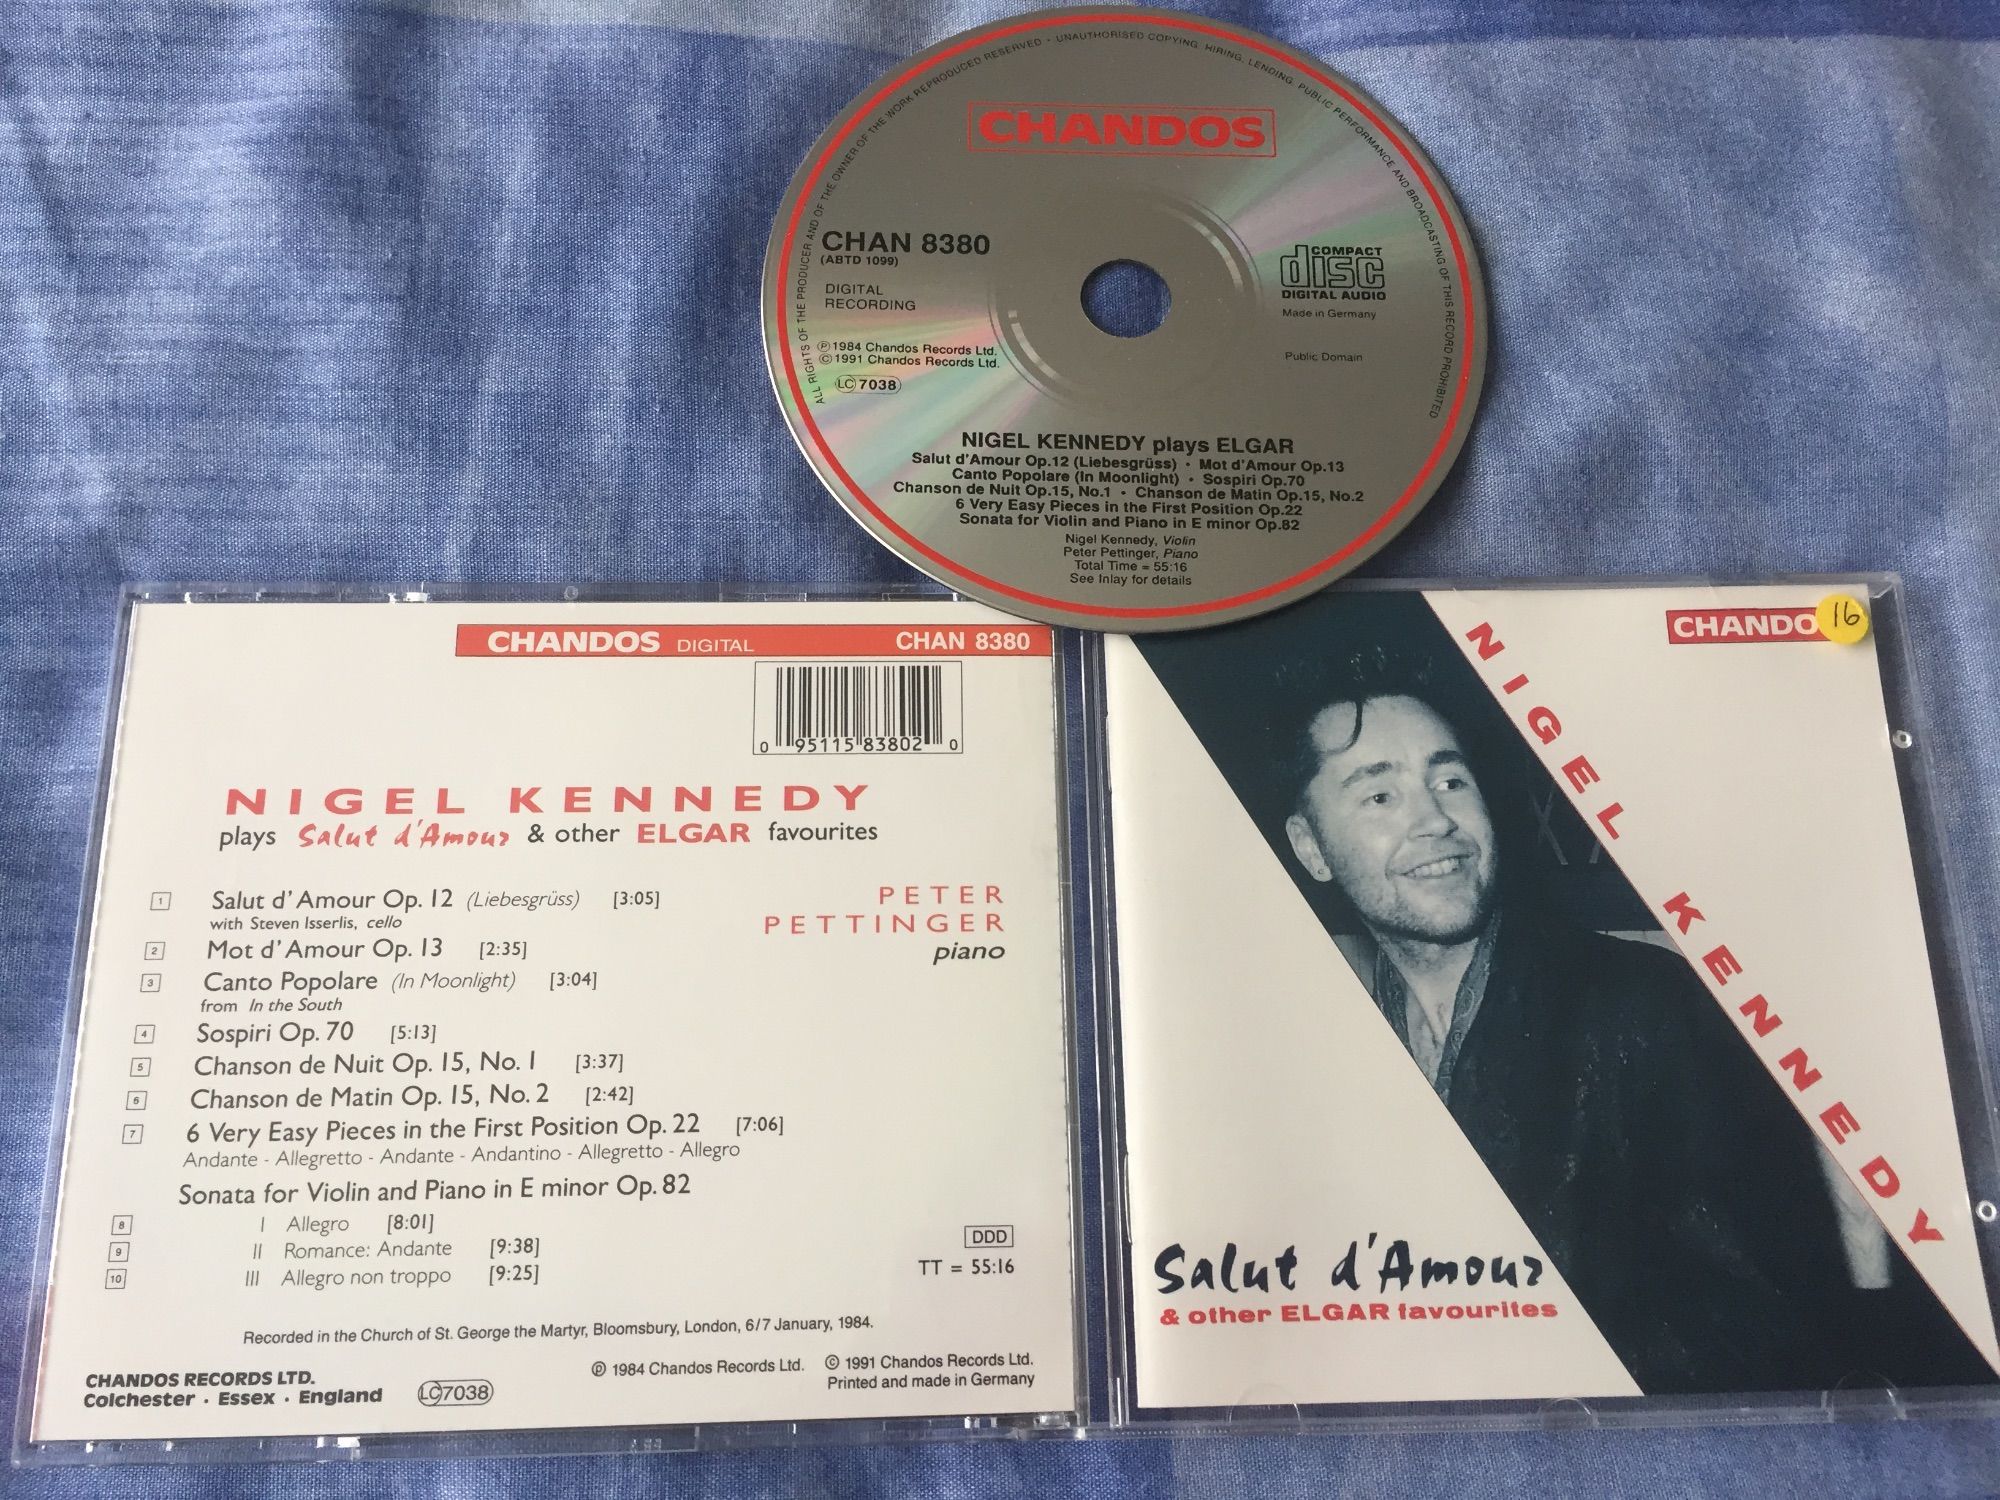 ALL RIGHTS OF THE PRODUCER AND OF THE OWNER OF THE WORK REPRODUCED RESERVED · UNAUTHORISED COPYING, HIRING, LENDING, PUBLIC PERFORMANCE AND BROADCASTING OF THIS RECORD PROHIBITED
CHANDOS
CHAN 8380
(ABTD 1099)
DIGITAL
RECORDING
℗ 1984 Chandos Records Ltd.
© 1991 Chandos Records Ltd.
LC 7038
COMPACT
disc
DIGITAL AUDIO
Made in Germany
Public Domain
NIGEL KENNEDY plays ELGAR
Salut d'Amour Op.12 (Liebesgrüss) · Mot d'Amour Op.13
Canto Popolare (In Moonlight) · Sospiri Op.70
Chanson de Nuit Op.15, No.1 · Chanson de Matin Op.15, No.2
6 Very Easy Pieces in the First Position Op.22
Sonata for Violin and Piano in E minor Op.82
Nigel Kennedy, Violin
Peter Pettinger, Piano
Total Time = 55:16
See Inlay for details
CHANDOS DIGITAL CHAN 8380
0 95115 83802 0
NIGEL KENNEDY
plays Salut d'Amour & other ELGAR favourites
PETER
PETTINGER
piano
1 Salut d'Amour Op. 12 (Liebesgrüss) [3:05]
with Steven Isserlis, cello
2 Mot d'Amour Op. 13 [2:35]
3 Canto Popolare (In Moonlight) [3:04]
from In the South
4 Sospiri Op. 70 [5:13]
5 Chanson de Nuit Op. 15, No. 1 [3:37]
6 Chanson de Matin Op. 15, No. 2 [2:42]
7 6 Very Easy Pieces in the First Position Op. 22 [7:06]
Andante - Allegretto - Andante - Andantino - Allegretto - Allegro
Sonata for Violin and Piano in E minor Op. 82
8 I Allegro [8:01]
9 II Romance: Andante [9:38]
10 III Allegro non troppo [9:25]
DDD
TT = 55:16
Recorded in the Church of St. George the Martyr, Bloomsbury, London, 6/7 January, 1984.
℗ 1984 Chandos Records Ltd. © 1991 Chandos Records Ltd.
Printed and made in Germany
CHANDOS RECORDS LTD.
Colchester · Essex · England
LC 7038
CHANDO
16
NIGEL KENNEDY
Salut d'Amour
& other ELGAR favourites